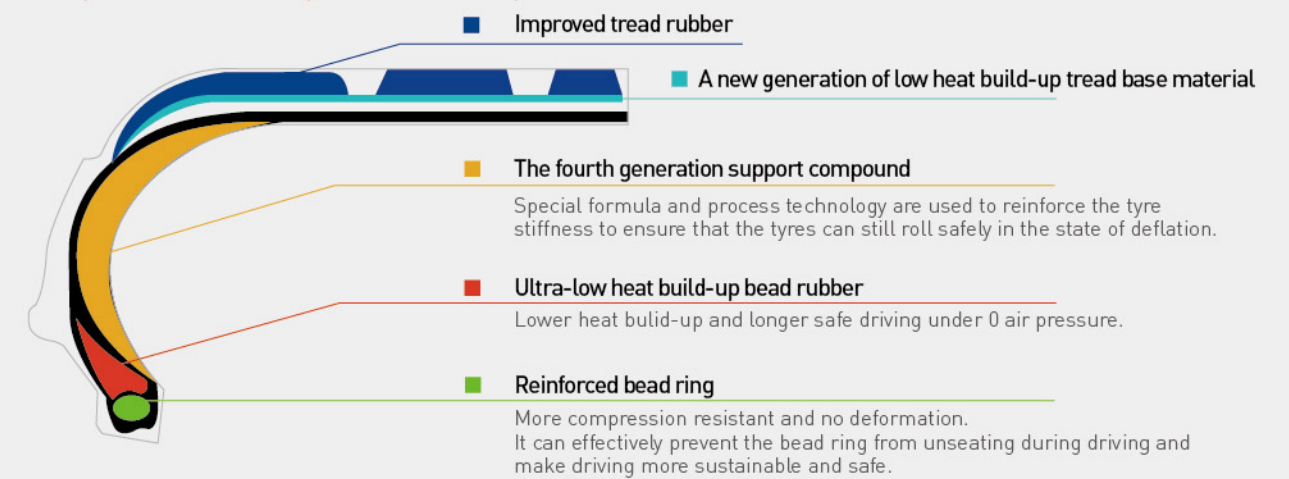 Improved tread rubber
A new generation of low heat build-up tread base material
The fourth generation support compound
Special formula and process technology are used to reinforce the tyre
stiffness to ensure that the tyres can still roll safely in the state of deflation.
Ultra-low heat build-up bead rubber
Lower heat bulid-up and longer safe driving under 0 air pressure.
Reinforced bead ring
More compression resistant and no deformation.
It can effectively prevent the bead ring from unseating during driving and
make driving more sustainable and safe.